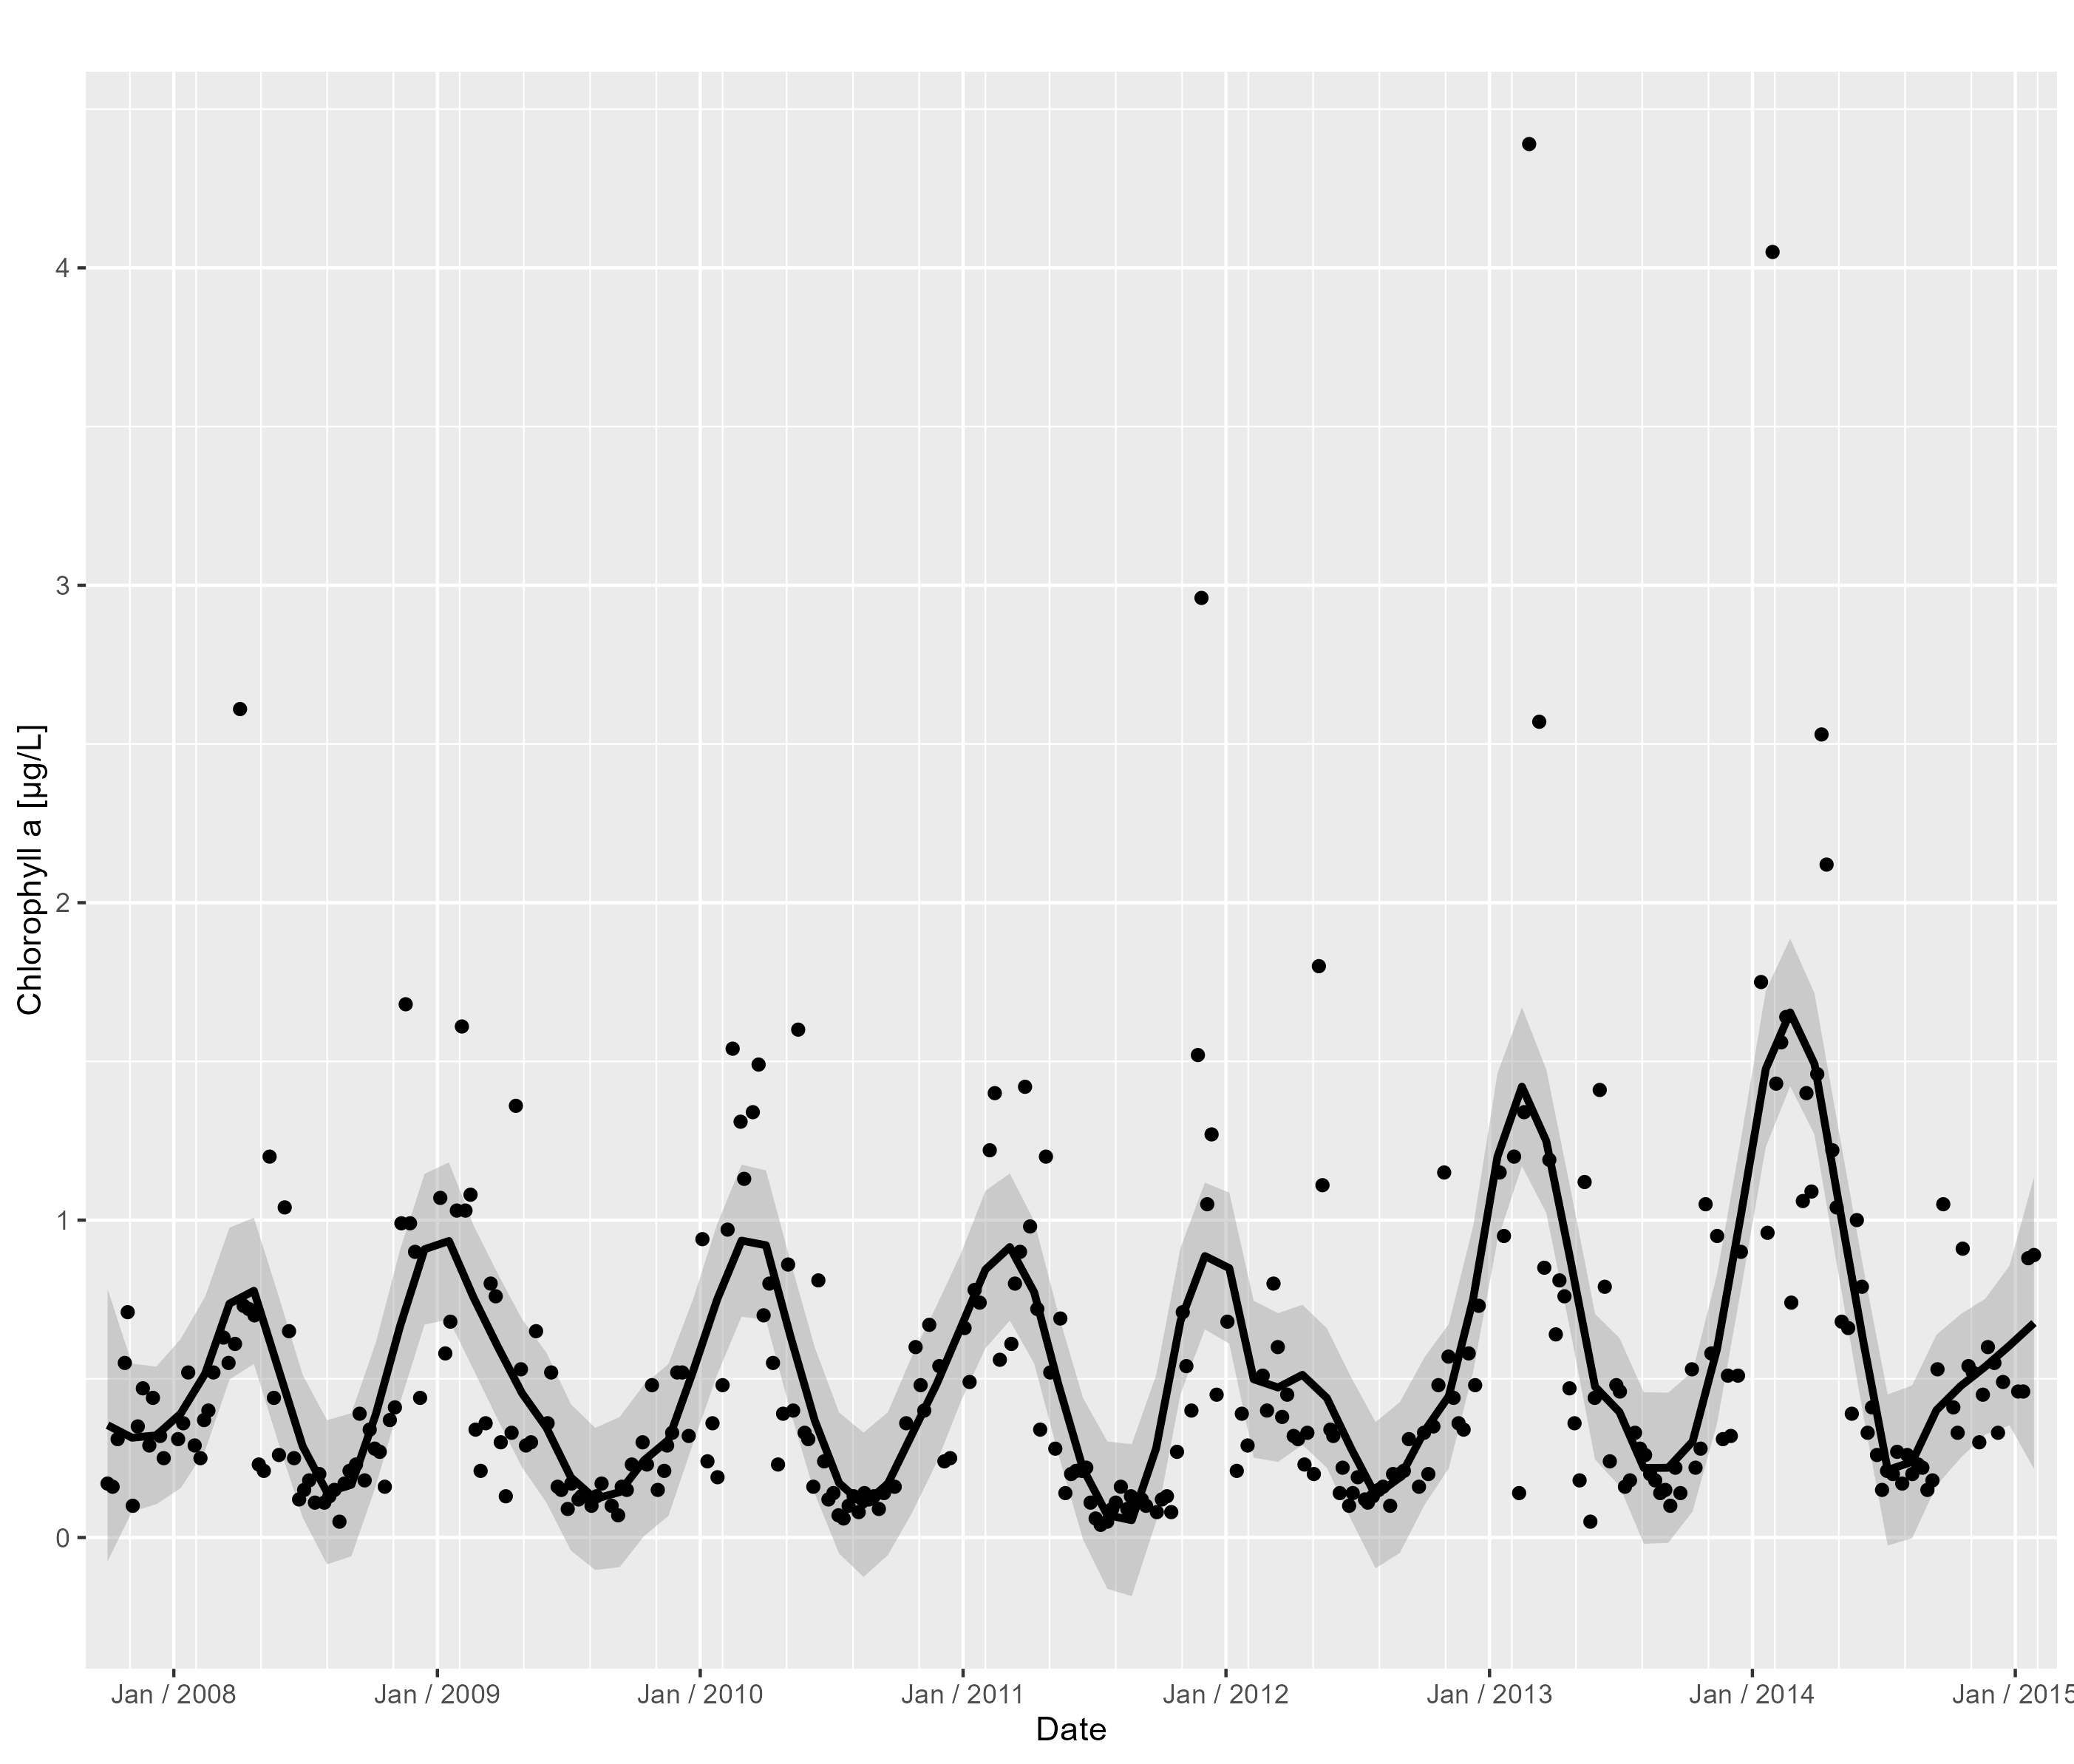 4
3
2
1
0
Chlorophyll a [µg/L]
Jan / 2008
Jan / 2009
Jan / 2010
Jan / 2011
Jan / 2012
Jan / 2013
Jan / 2014
Jan / 2015
Date